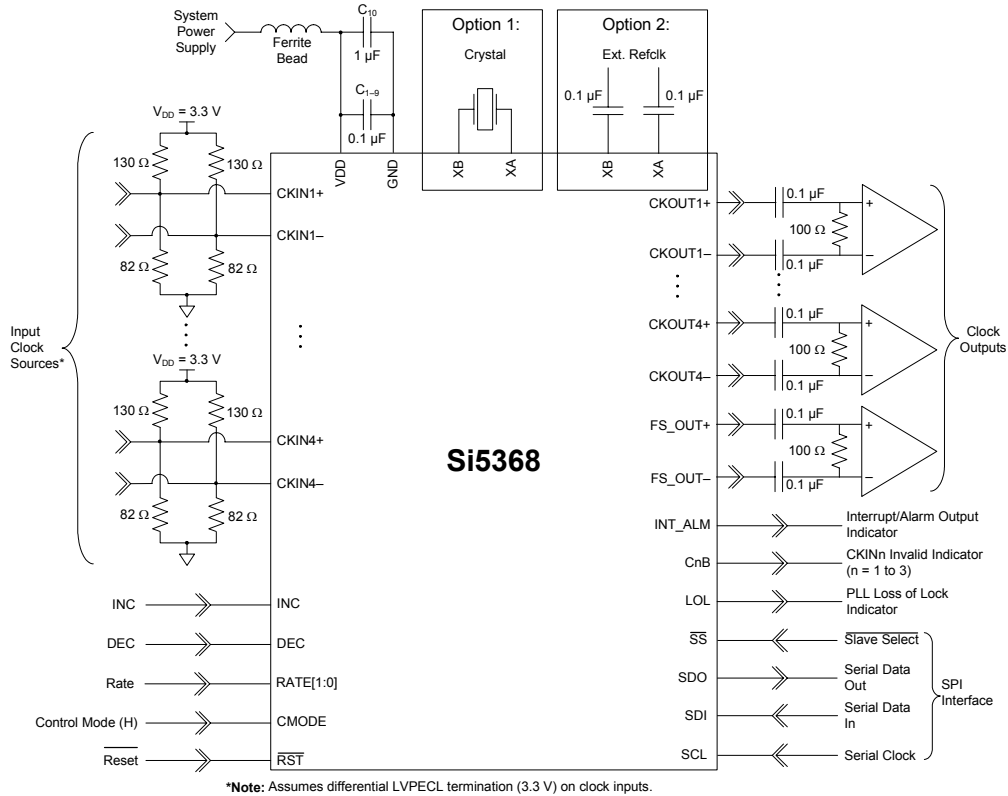 System
Power
Supply
Ferrite
Bead
C10
1 µF
C1–9
0.1 µF
Option 1:
Crystal
XB
XA
Option 2:
Ext. Refclk
0.1 µF
0.1 µF
XB
XA
VDD
GND
VDD = 3.3 V
130 Ω
130 Ω
CKIN1+
CKIN1–
82 Ω
82 Ω
Input
Clock
Sources*
VDD = 3.3 V
130 Ω
130 Ω
CKIN4+
CKIN4–
82 Ω
82 Ω
INC
INC
DEC
DEC
Rate
RATE[1:0]
Control Mode (H)
CMODE
Reset
RST
Si5368
CKOUT1+
0.1 µF
+
100 Ω
CKOUT1–
0.1 µF
–
CKOUT4+
0.1 µF
+
100 Ω
CKOUT4–
0.1 µF
–
FS_OUT+
0.1 µF
+
100 Ω
FS_OUT–
0.1 µF
–
Clock
Outputs
INT_ALM
Interrupt/Alarm Output
Indicator
CnB
CKINn Invalid Indicator
(n = 1 to 3)
LOL
PLL Loss of Lock
Indicator
SS
Slave Select
SDO
Serial Data
Out
SDI
Serial Data
In
SCL
Serial Clock
SPI
Interface
*Note: Assumes differential LVPECL termination (3.3 V) on clock inputs.